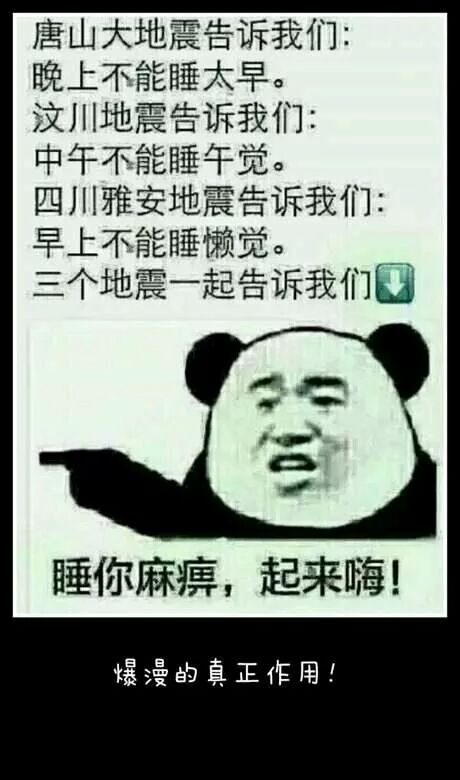 唐山大地震告诉我们：
晚上不能睡太早。
汶川地震告诉我们：
中午不能睡午觉。
四川雅安地震告诉我们：
早上不能睡懒觉。
三个地震一起告诉我们⬇️
睡你麻痹，起来嗨！
爆漫的真正作用！